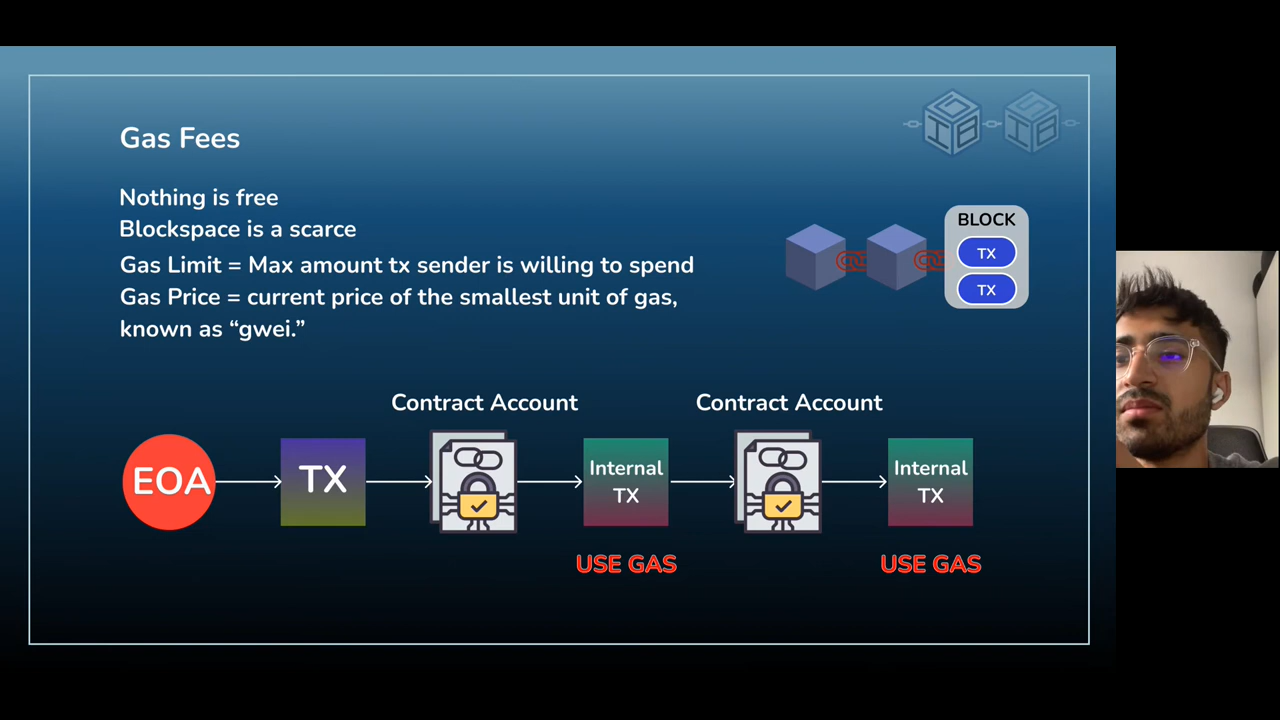 Gas Fees
Nothing is free
Blockspace is a scarce
Gas Limit = Max amount tx sender is willing to spend
Gas Price = current price of the smallest unit of gas,
known as “gwei.”
BLOCK
TX
TX
Contract Account
Contract Account
EOA
TX
Internal
TX
Internal
TX
USE GAS
USE GAS